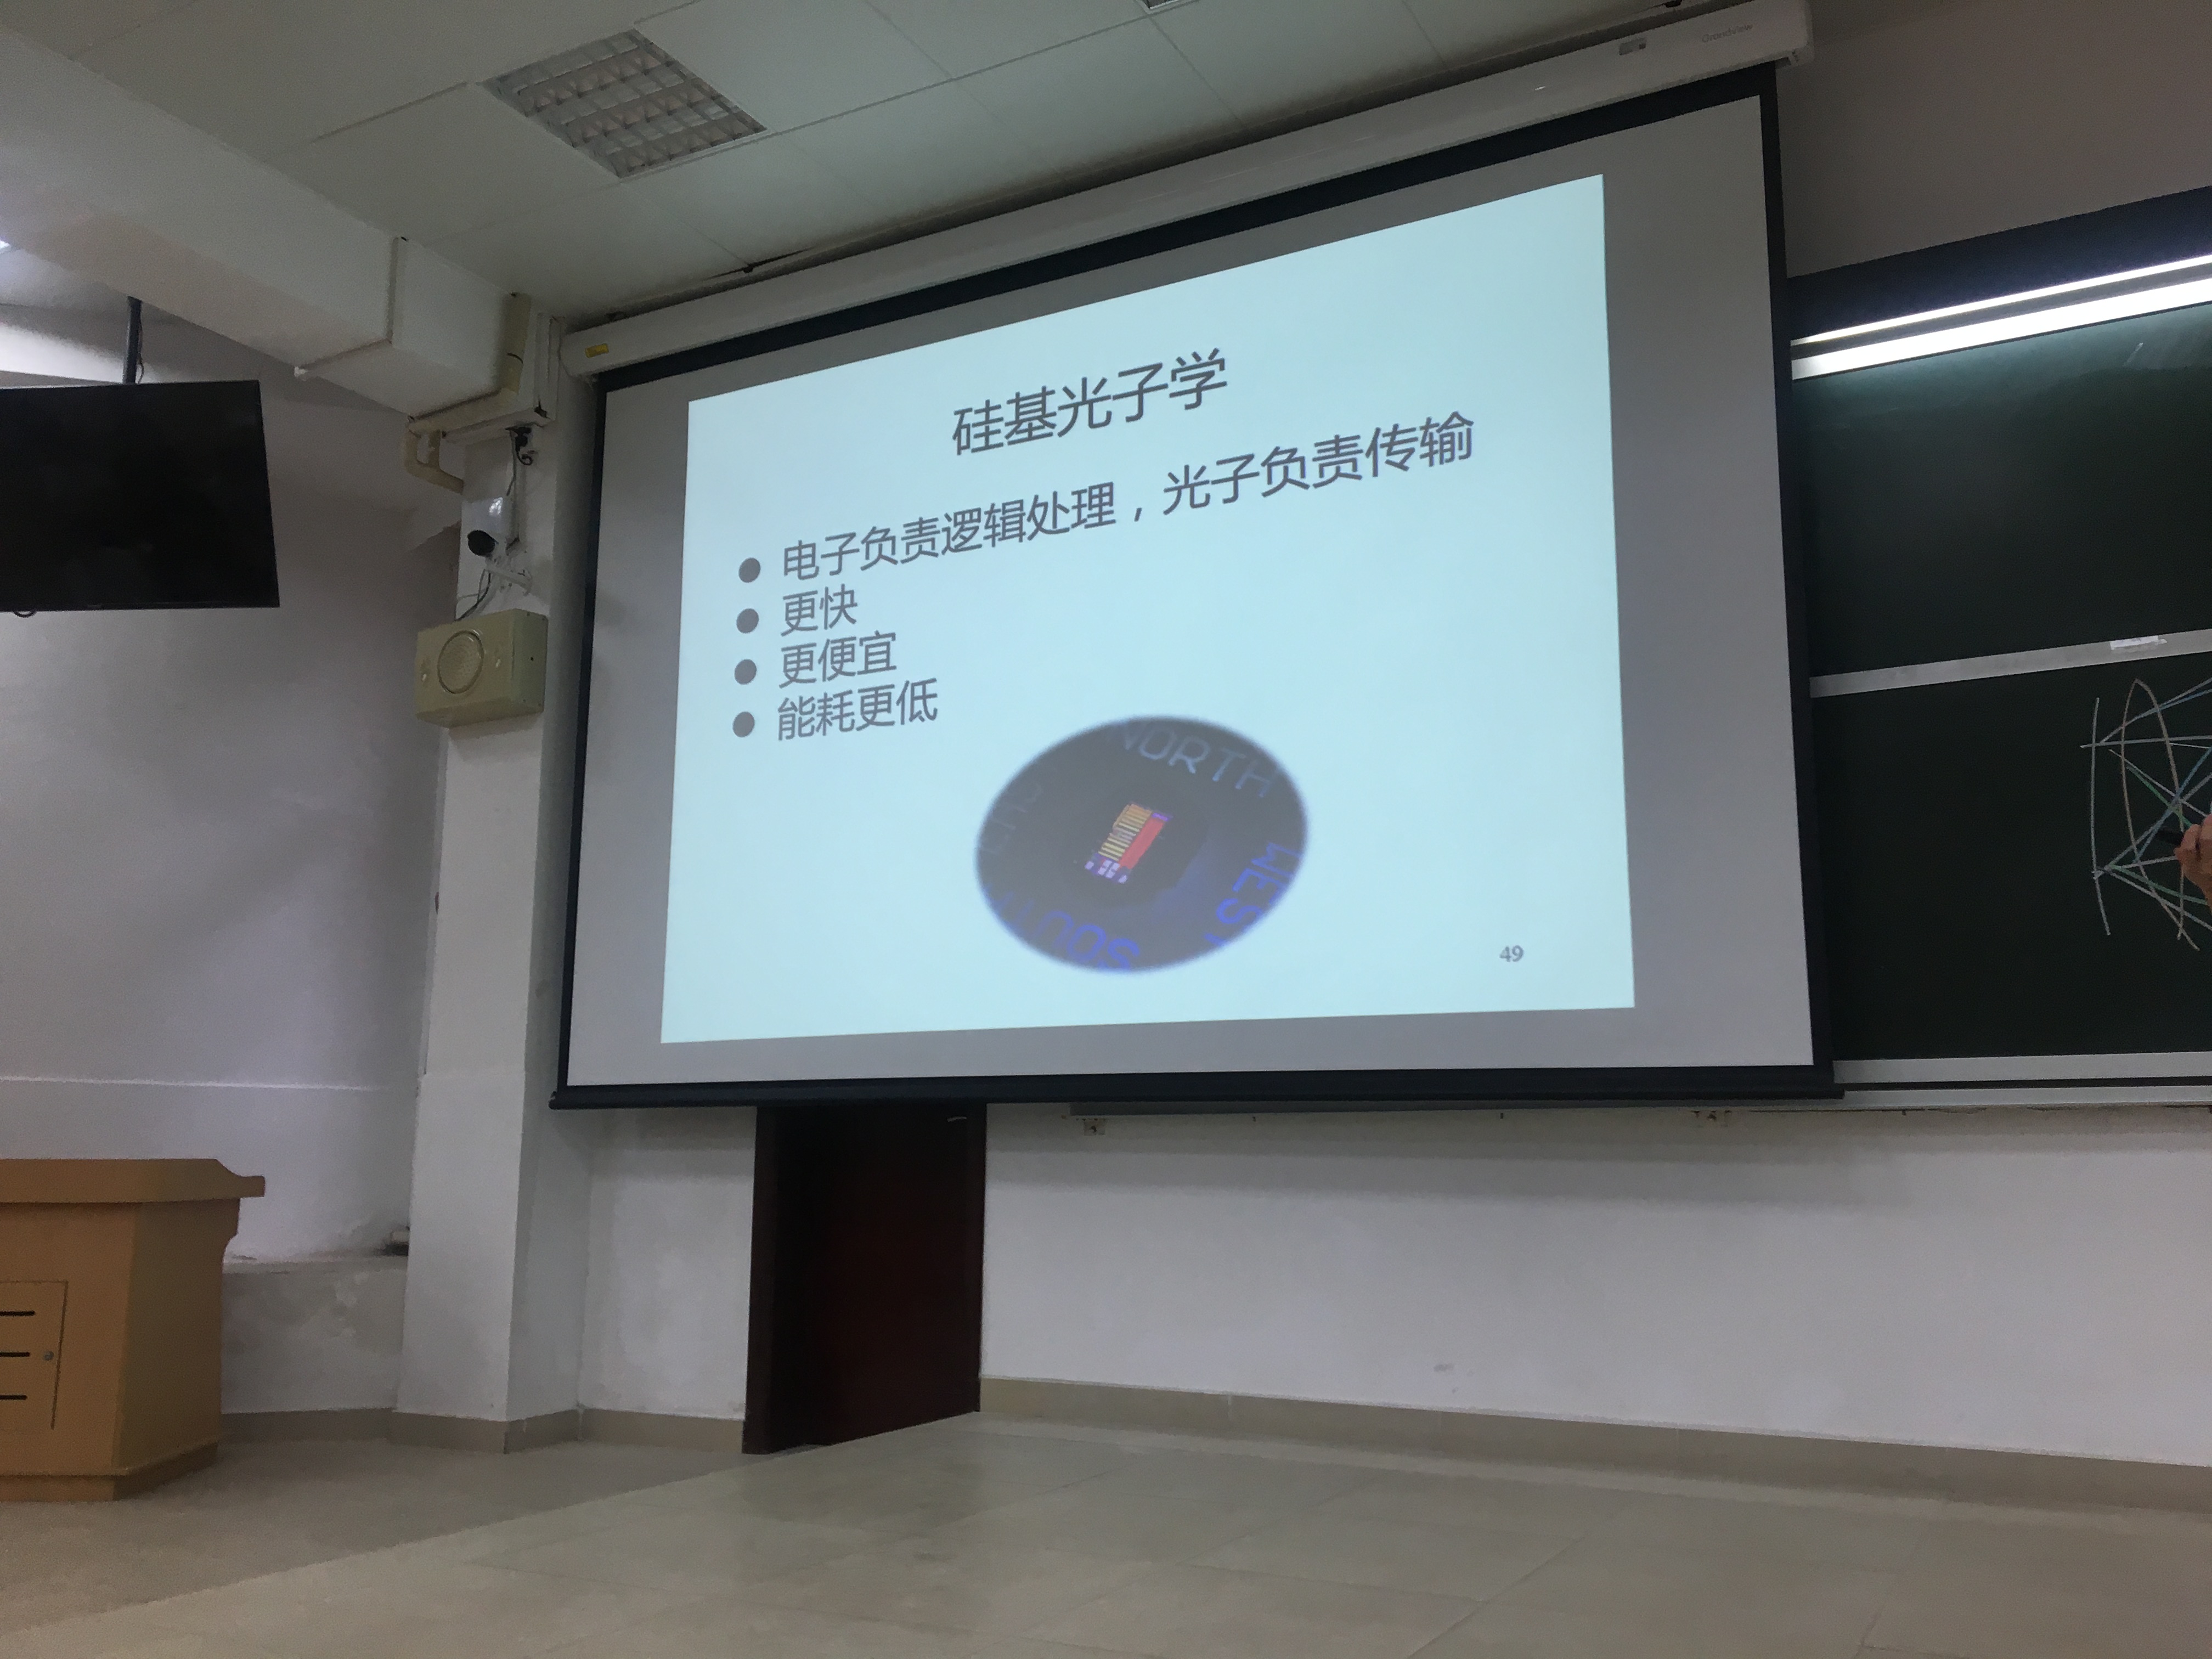 Grandview
硅基光子学
● 电子负责逻辑处理，光子负责传输
● 更快
● 更便宜
● 能耗更低
NORTH
WEST
SOUTH
49